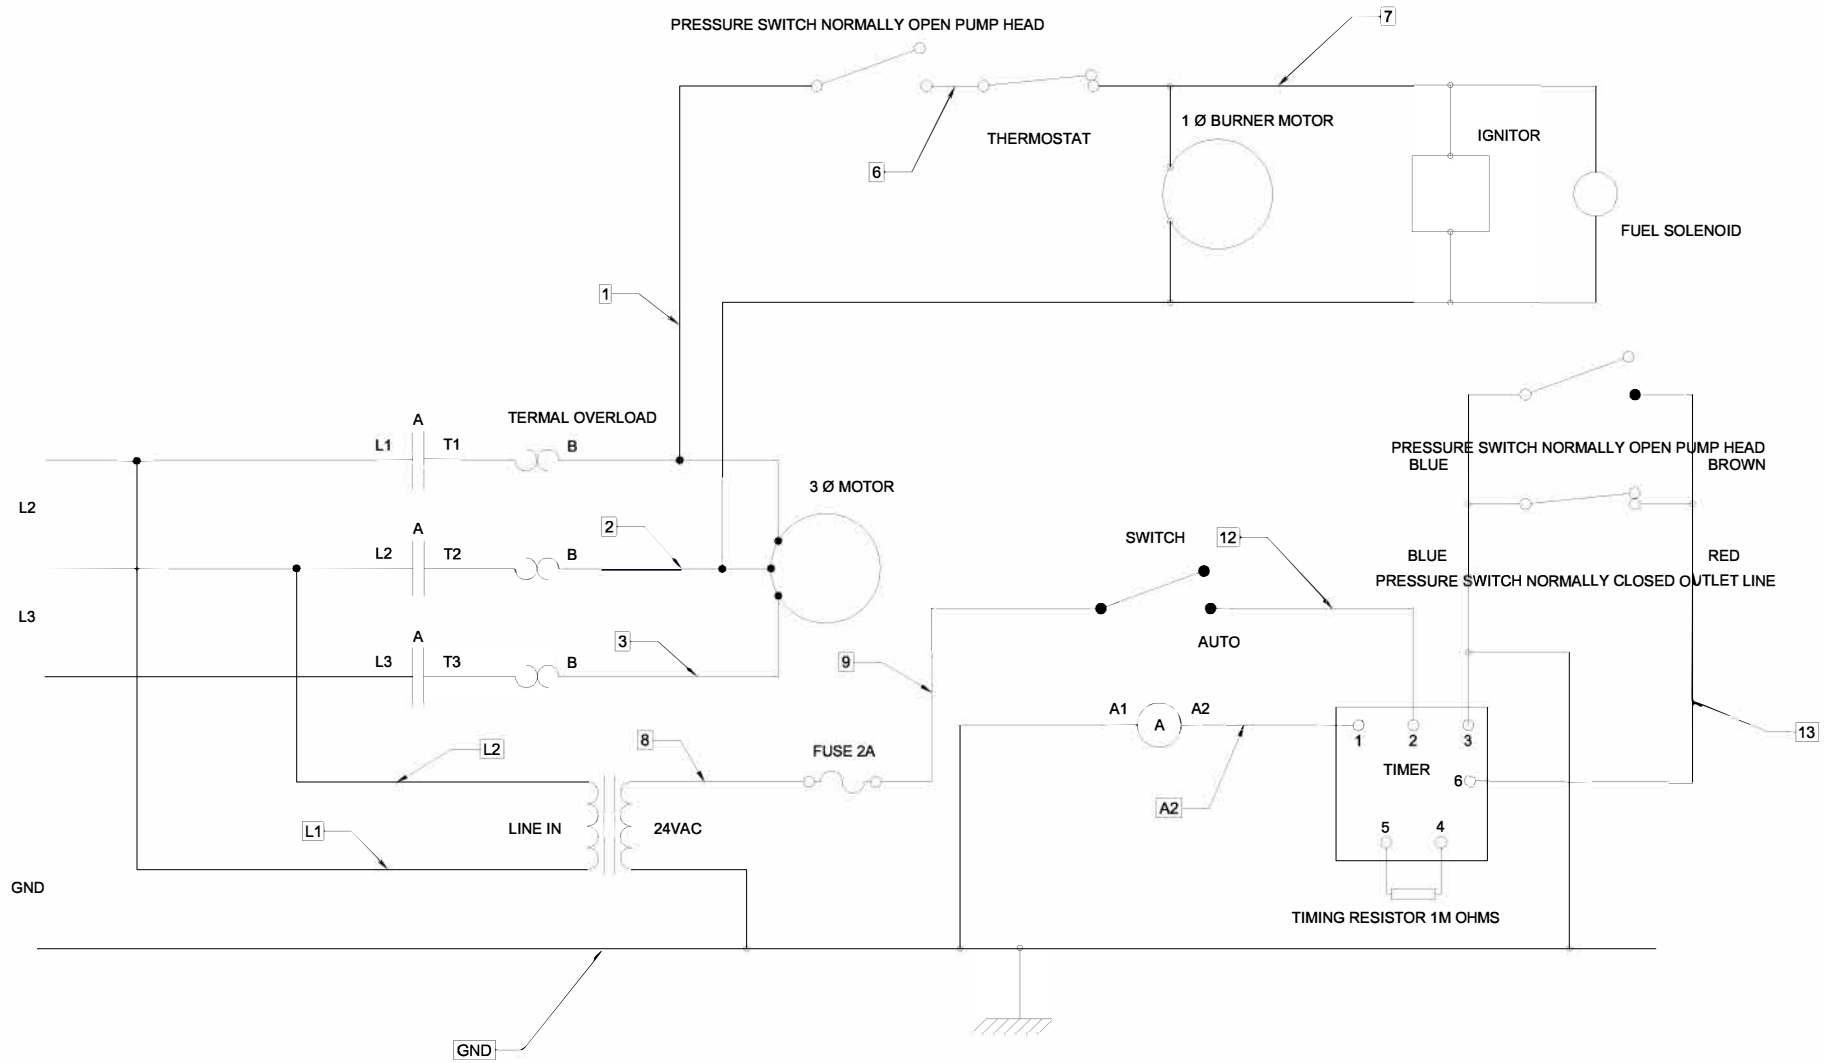 PRESSURE SWITCH NORMALLY OPEN PUMP HEAD
7
1 Ø BURNER MOTOR
IGNITOR
THERMOSTAT
6
FUEL SOLENOID
1
TERMAL OVERLOAD
A
L1
T1
B
PRESSURE SWITCH NORMALLY OPEN PUMP HEAD
BLUE
BROWN
3 Ø MOTOR
L2
A
2
SWITCH
12
L2
T2
B
BLUE
RED
PRESSURE SWITCH NORMALLY CLOSED OUTLET LINE
L3
A
3
AUTO
L3
T3
B
9
A1
A
A2
L2
8
FUSE 2A
1
2
3
13
TIMER
6
A2
L1
LINE IN
24VAC
5
4
GND
TIMING RESISTOR 1M OHMS
GND